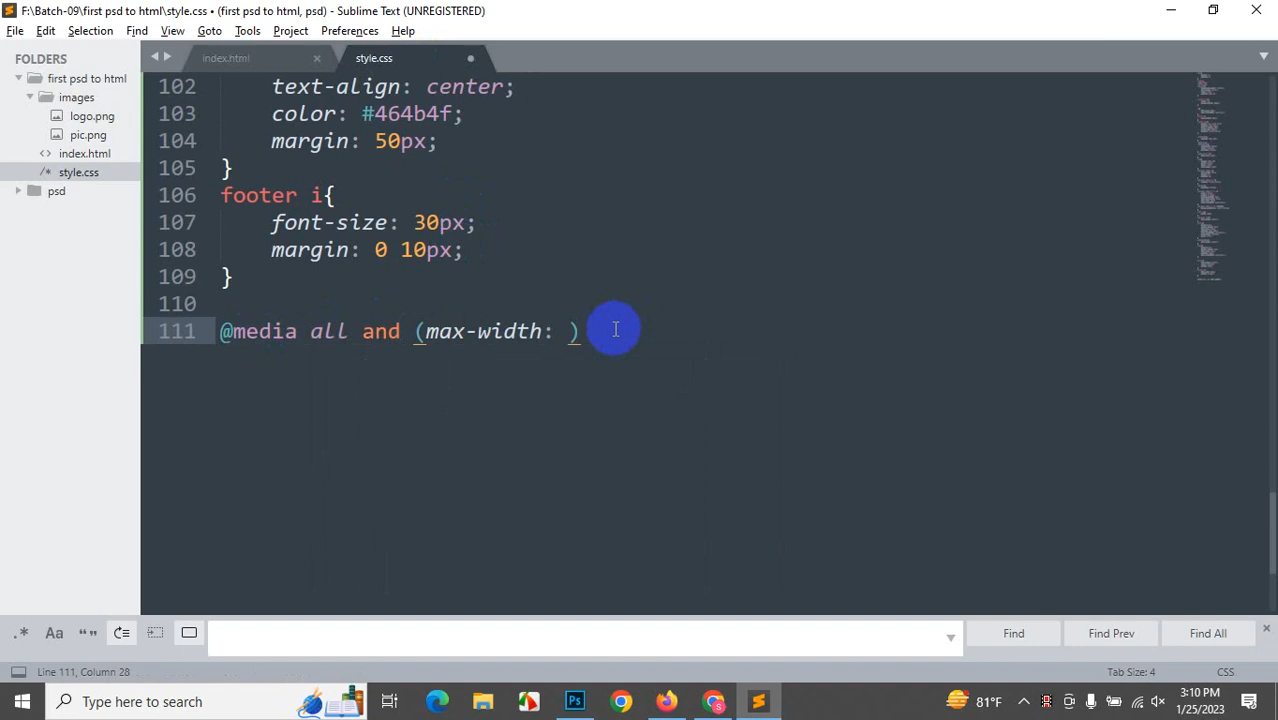 F:\Batch-09\first psd to html\style.css • (first psd to html, psd) - Sublime Text (UNREGISTERED)
File Edit Selection Find View Goto Tools Project Preferences Help
FOLDERS
first psd to html
images
logo.png
pic.png
index.html
style.css
psd
index.html
style.css
102 text-align: center;
103 color: #464b4f;
104 margin: 50px;
105 }
106 footer i{
107 font-size: 30px;
108 margin: 0 10px;
109 }
110
111 @media all and (max-width: )
Find Find Prev Find All
Line 111, Column 28 Tab Size: 4 CSS
Type here to search
81°F
3:10 PM
1/25/2023